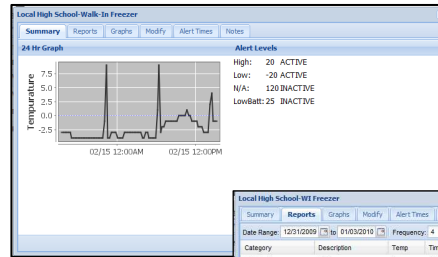 Local High School-Walk-In Freezer
Summary Reports Graphs Modify Alert Times Notes
24 Hr Graph Alert Levels
High: 20 ACTIVE
Low: -20 ACTIVE
N/A: 120 INACTIVE
LowBatt: 25 INACTIVE
Tempurature
7.5
5.0
2.5
0.0
-2.5
02/15 12:00AM 02/15 12:00PM
Local High School-WI Freezer
Summary Reports Graphs Modify Alert Times
Date Range: 12/31/2009 to 01/03/2010 Frequency: 4
Category Description Temp